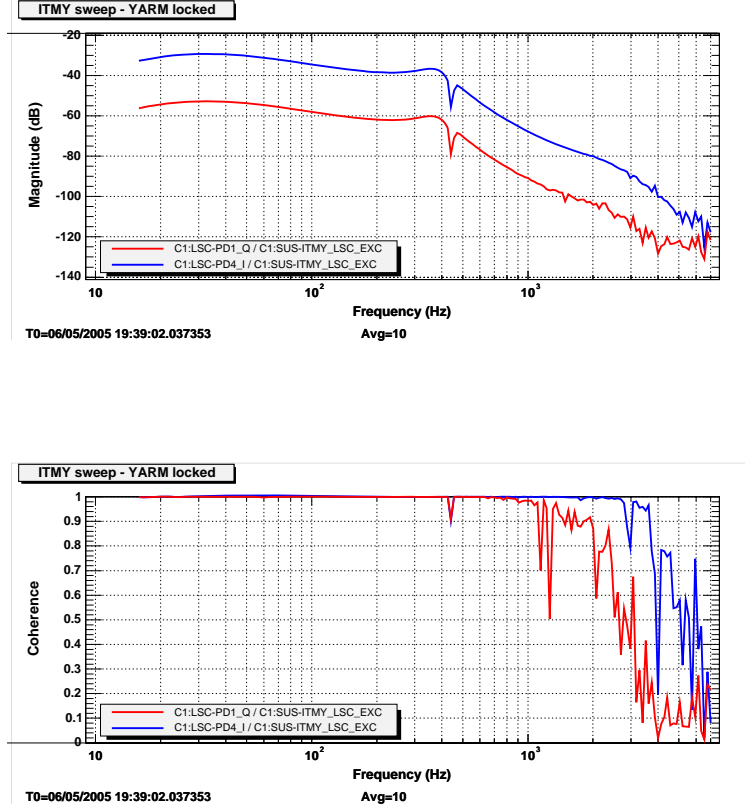 ITMY sweep - YARM locked
Magnitude (dB)
-20
-40
-60
-80
-100
-120
-140
C1:LSC-PD1_Q / C1:SUS-ITMY_LSC_EXC
C1:LSC-PD4_I / C1:SUS-ITMY_LSC_EXC
10 10² 10³
Frequency (Hz)
T0=06/05/2005 19:39:02.037353 Avg=10
ITMY sweep - YARM locked
Coherence
1
0.9
0.8
0.7
0.6
0.5
0.4
0.3
0.2
0.1
0
C1:LSC-PD1_Q / C1:SUS-ITMY_LSC_EXC
C1:LSC-PD4_I / C1:SUS-ITMY_LSC_EXC
10 10² 10³
Frequency (Hz)
T0=06/05/2005 19:39:02.037353 Avg=10